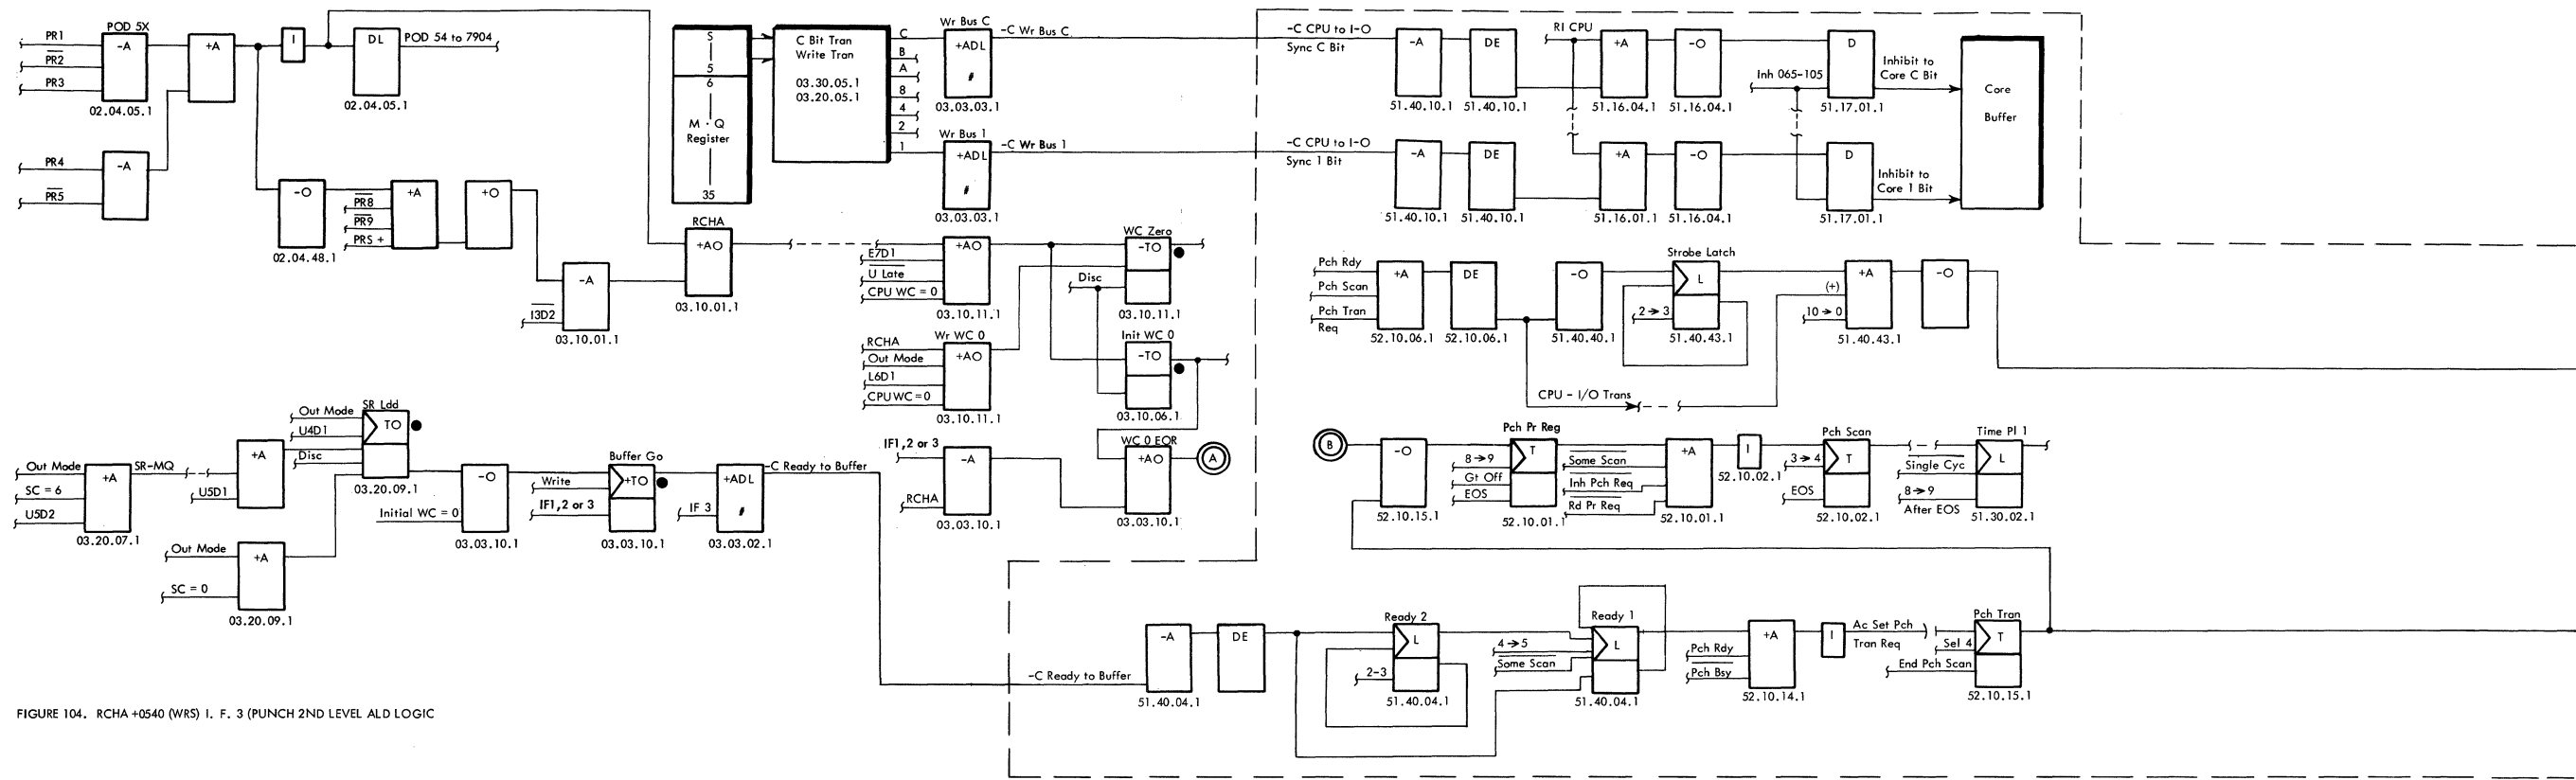 POD 5X
PR1
P̅R̅2̅
PR3
-A
02.04.05.1
+A
I
DL
POD 54 to 7904
02.04.05.1
PR4
P̅R̅5̅
-A
-O
02.04.48.1
P̅R̅8̅
P̅R̅9̅
PRS +
+A
+O
I̅3̅D̅2̅
-A
03.10.01.1
RCHA
+AO
03.10.01.1
S
5
6
M · Q
Register
35
C Bit Tran
Write Tran
03.30.05.1
03.20.05.1
C
B
A
8
4
2
1
Wr Bus C
+ADL
#
03.03.03.1
-C Wr Bus C
Wr Bus 1
+ADL
#
03.03.03.1
-C Wr Bus 1
E7D1
U̅ ̅L̅a̅t̅e̅
CPU WC = 0
+AO
03.10.11.1
WC Zero
-TO
Disc
03.10.11.1
Wr WC 0
RCHA
Out Mode
L6D1
CPU WC = 0
+AO
03.10.11.1
Init WC 0
-TO
03.10.06.1
IF1, 2 or 3
RCHA
-A
03.03.10.1
WC 0 EOR
+AO
03.03.10.1
A
Out Mode
SC = 6
U5D2
+A
03.20.07.1
SR-MQ
U5D1
+A
Out Mode
U4D1
Disc
SR Ldd
TO
03.20.09.1
Out Mode
SC = 0
+A
03.20.09.1
Initial WC = 0
-O
03.03.10.1
Buffer Go
Write
IF1, 2 or 3
+TO
03.03.10.1
IF 3
+ADL
#
03.03.02.1
-C Ready to Buffer
-C CPU to I-O
Sync C Bit
-A
51.40.10.1
DE
51.40.10.1
RI CPU
+A
51.16.04.1
-O
51.16.04.1
Inh 065-105
D
51.17.01.1
Inhibit to
Core C Bit
Core
Buffer
-C CPU to I-O
Sync 1 Bit
-A
51.40.10.1
DE
51.40.10.1
+A
51.16.01.1
-O
51.16.04.1
D
51.17.01.1
Inhibit to
Core 1 Bit
Pch Rdy
Pch Scan
Pch Tran
Req
+A
52.10.06.1
DE
52.10.06.1
-O
51.40.40.1
Strobe Latch
L
2→3
51.40.43.1
(+)
10→0
+A
51.40.43.1
-O
CPU - I/O Trans
B
-O
52.10.15.1
Pch Pr Reg
8→9
Gt Off
EOS
T
52.10.01.1
S̅o̅m̅e̅ ̅S̅c̅a̅n̅
I̅n̅h̅ ̅P̅c̅h̅ ̅R̅e̅q̅
R̅d̅ ̅P̅r̅ ̅R̅e̅q̅
+A
52.10.01.1
I
52.10.02.1
Pch Scan
3→4
EOS
T
52.10.02.1
Time Pl 1
S̅i̅n̅g̅l̅e̅ ̅C̅y̅c̅
8→9
After EOS
L
51.30.02.1
-C Ready to Buffer
-A
51.40.04.1
DE
Ready 2
L
2-3
51.40.04.1
Ready 1
4→5
S̅o̅m̅e̅ ̅S̅c̅a̅n̅
L
51.40.04.1
Pch Rdy
P̅c̅h̅ ̅B̅s̅y̅
+A
52.10.14.1
I
Ac Set Pch
Tran Req
Pch Tran
Sel 4
End Pch Scan
T
52.10.15.1
FIGURE 104. RCHA +0540 (WRS) I. F. 3 (PUNCH 2ND LEVEL ALD LOGIC